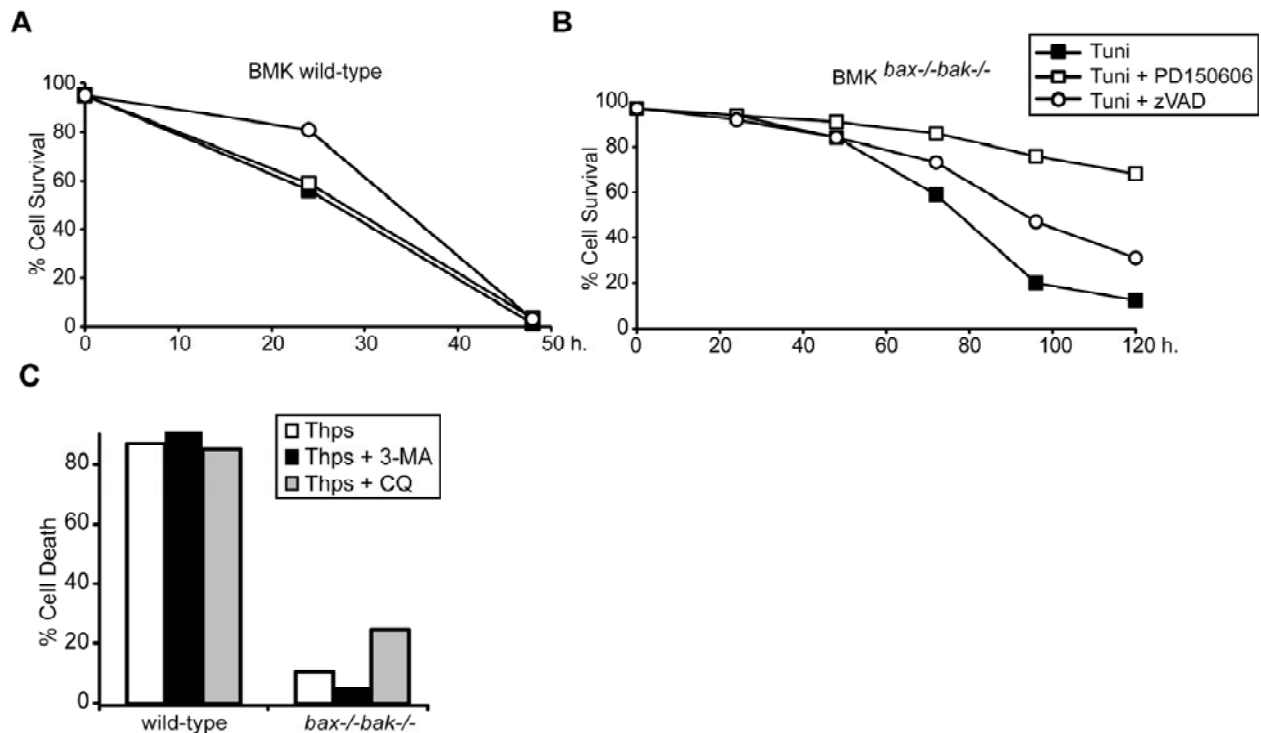 A
BMK wild-type
% Cell Survival
100
80
60
40
20
0
0 10 20 30 40 50 h.
B
BMK bax-/-bak-/-
Tuni
Tuni + PD150606
Tuni + zVAD
% Cell Survival
100
80
60
40
20
0
0 20 40 60 80 100 120 h.
C
Thps
Thps + 3-MA
Thps + CQ
% Cell Death
80
60
40
20
0
wild-type bax-/-bak-/-